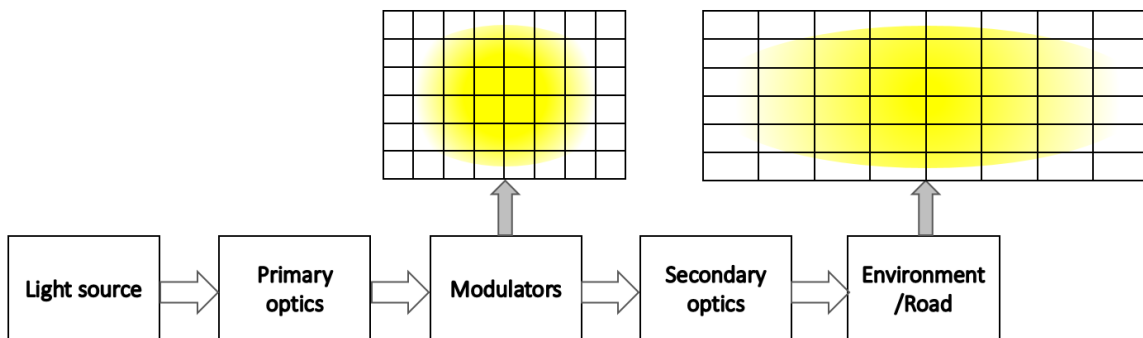 Light source
Primary
optics
Modulators
Secondary
optics
Environment
/Road